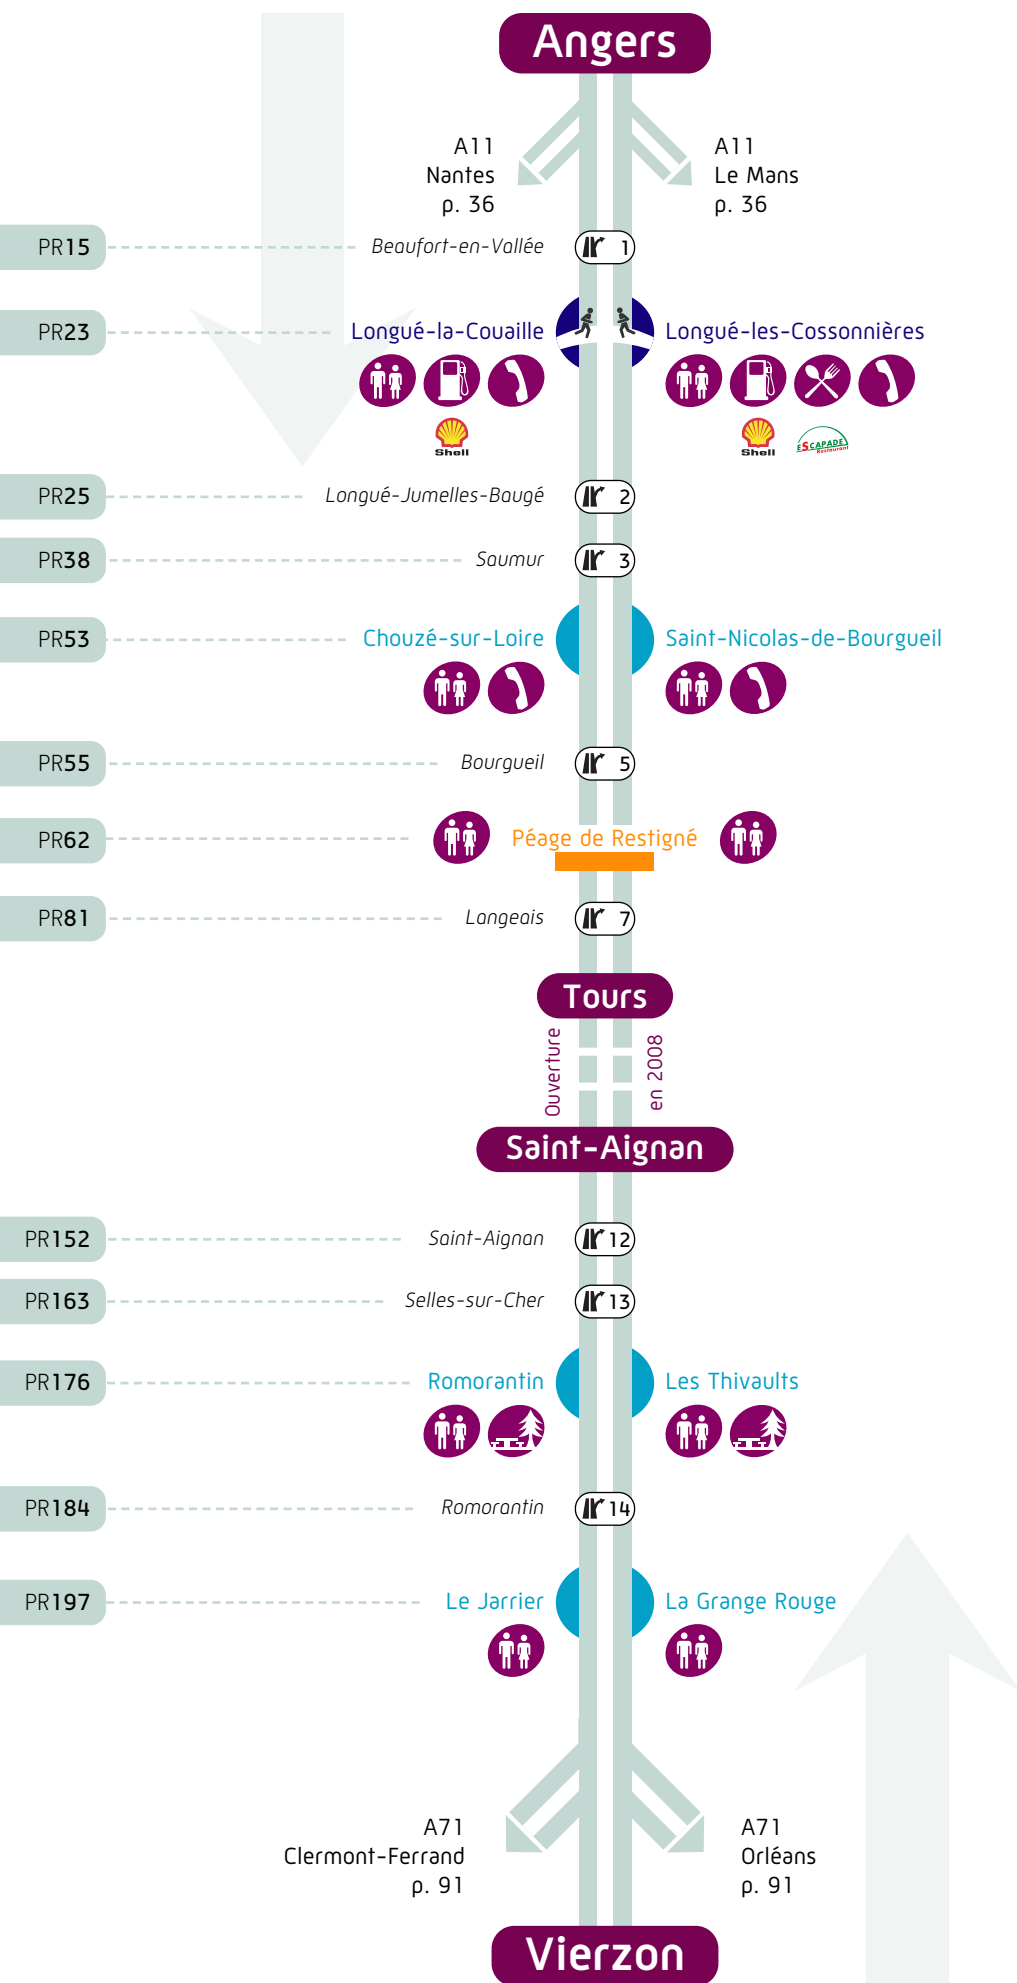 Angers
A11
Nantes
p. 36
A11
Le Mans
p. 36
PR15
Beaufort-en-Vallée
1
PR23
Longué-la-Couaille
Longué-les-Cossonnières
Shell
Shell
ESCAPADE
Restaurant
PR25
Longué-Jumelles-Baugé
2
PR38
Saumur
3
PR53
Chouzé-sur-Loire
Saint-Nicolas-de-Bourgueil
PR55
Bourgueil
5
PR62
Péage de Restigné
PR81
Langeais
7
Tours
Ouverture
en 2008
Saint-Aignan
PR152
Saint-Aignan
12
PR163
Selles-sur-Cher
13
PR176
Romorantin
Les Thivaults
PR184
Romorantin
14
PR197
Le Jarrier
La Grange Rouge
A71
Clermont-Ferrand
p. 91
A71
Orléans
p. 91
Vierzon